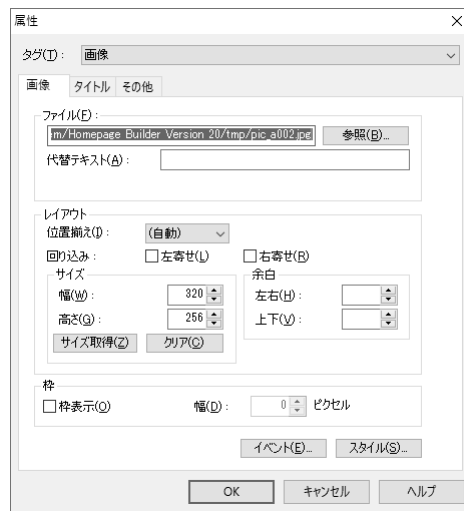 属性
タグ(T): 画像
画像 タイトル その他
ファイル(F):
m/Homepage Builder Version 20/tmp/pic_a002.jpg 参照(B)...
代替テキスト(A):
レイアウト
位置揃え(I): (自動)
回り込み: 左寄せ(L) 右寄せ(R)
サイズ 余白
幅(W): 320 左右(H):
高さ(G): 256 上下(V):
サイズ取得(Z) クリア(C)
枠
枠表示(O) 幅(D): 0 ピクセル
イベント(E)... スタイル(S)...
OK キャンセル ヘルプ